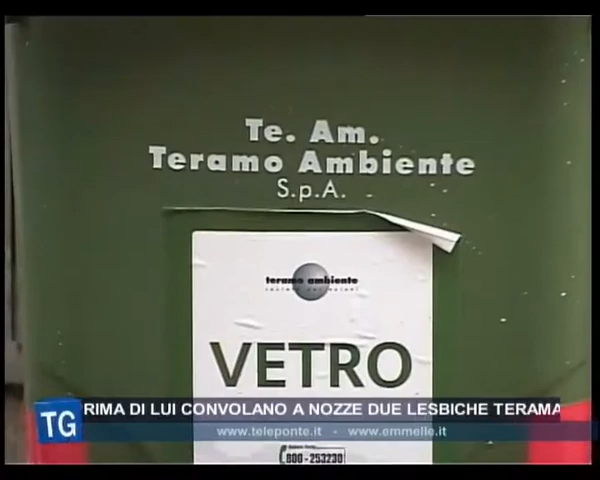 Te. Am.
Teramo Ambiente
S.p.A.
teramo ambiente
VETRO
TG RIMA DI LUI CONVOLANO A NOZZE DUE LESBICHE TERAMA
www.teleponte.it - www.emmelle.it
800-253230